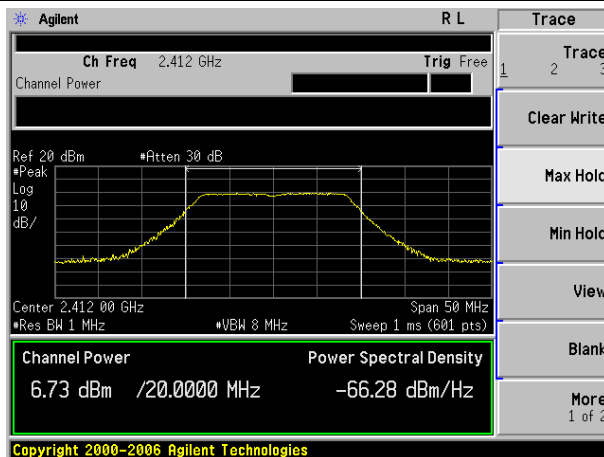 Agilent R L Trace
Ch Freq 2.412 GHz Trig Free
Channel Power
Trace
1 2 3
Clear Write
Max Hold
Min Hold
View
Blank
More
1 of 2
Ref 20 dBm #Atten 30 dB
#Peak
Log
10
dB/
Center 2.412 00 GHz Span 50 MHz
#Res BW 1 MHz #VBW 8 MHz Sweep 1 ms (601 pts)
Channel Power Power Spectral Density
6.73 dBm /20.0000 MHz -66.28 dBm/Hz
Copyright 2000-2006 Agilent Technologies